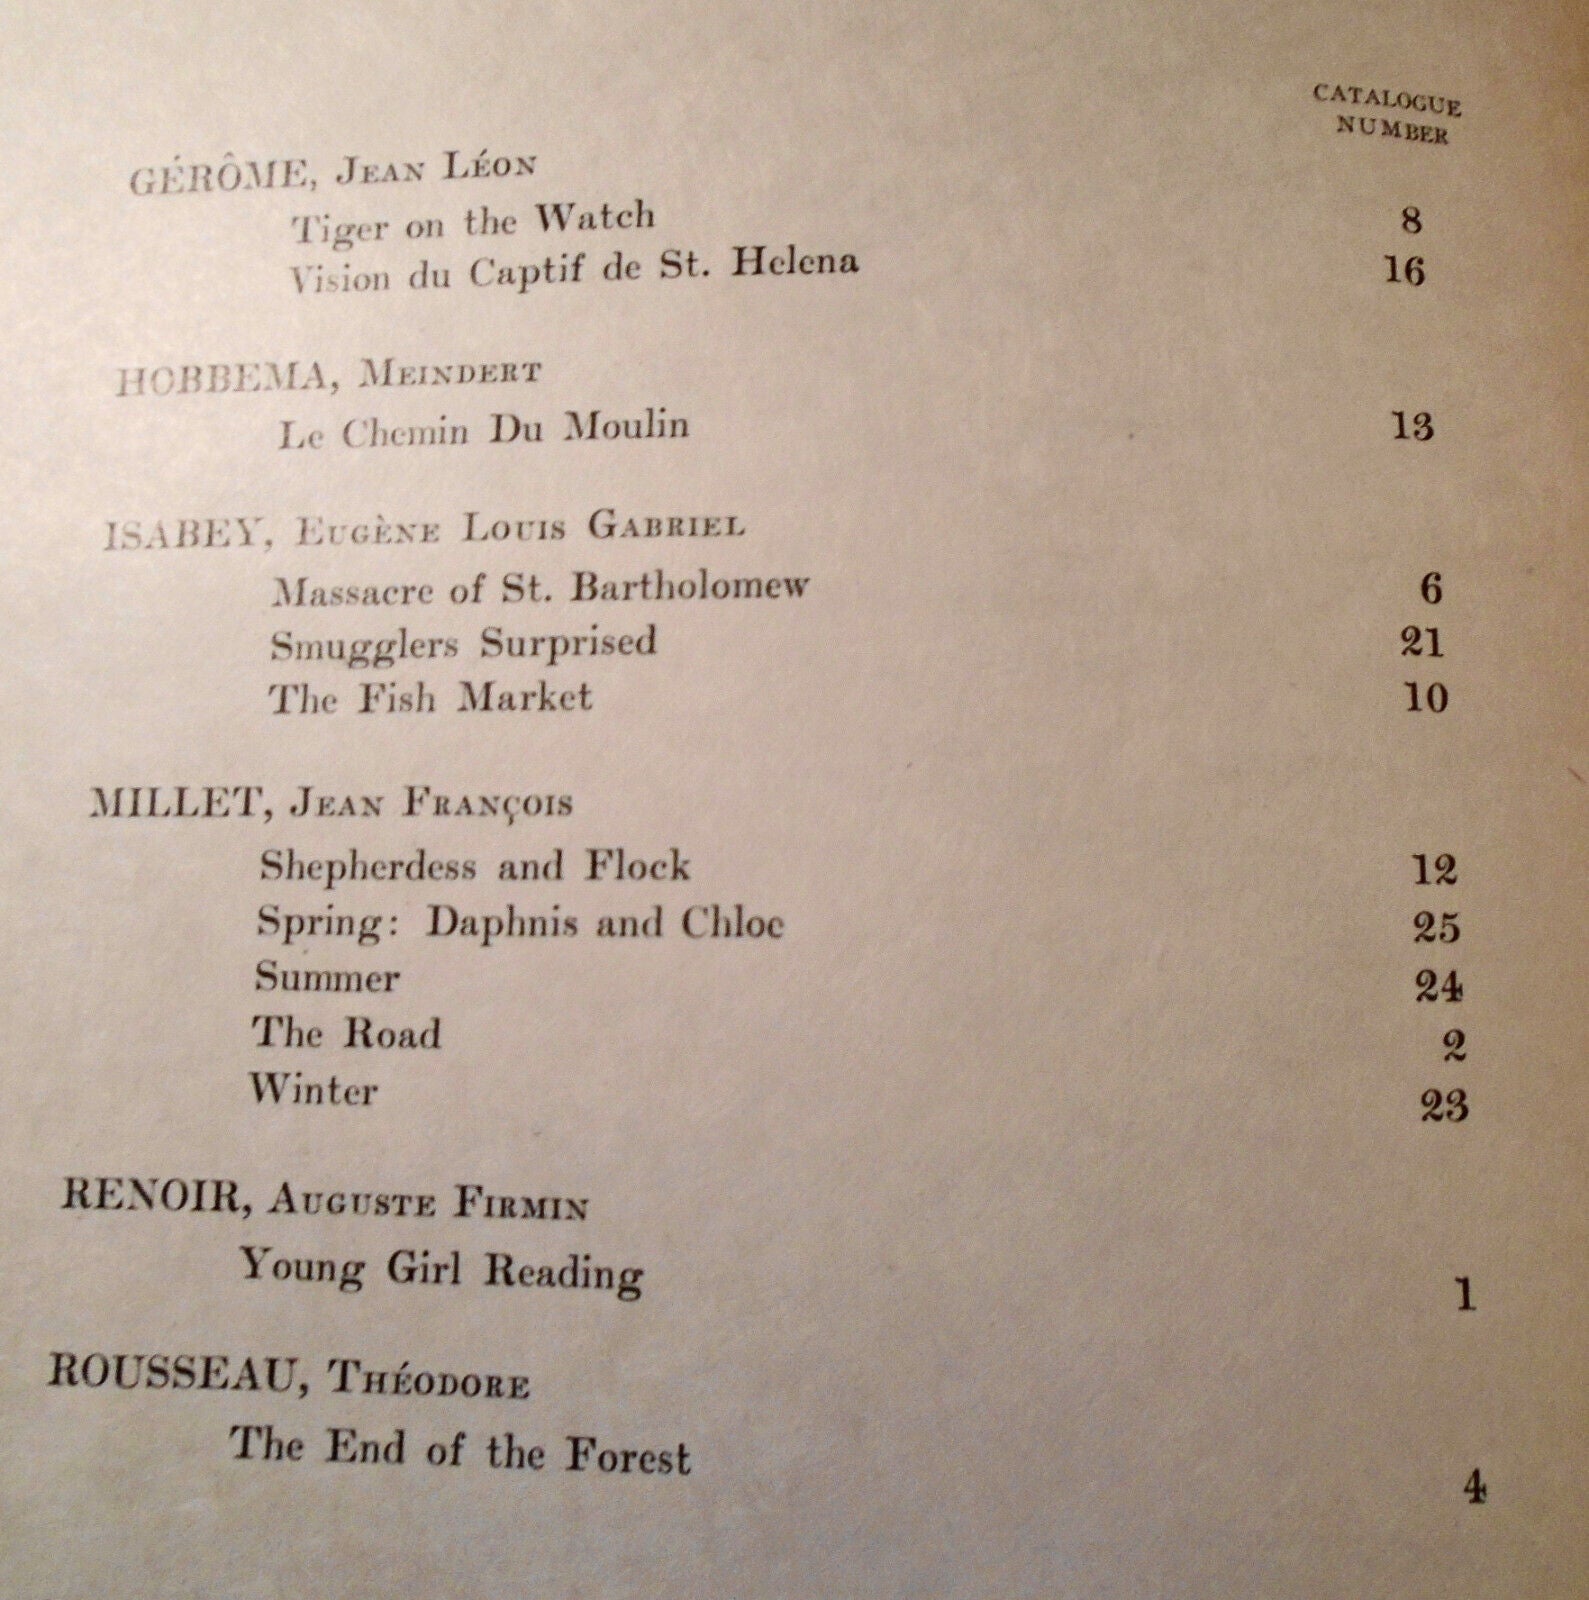 CATALOGUE
NUMBER
GÉRÔME, JEAN LÉON
Tiger on the Watch 8
Vision du Captif de St. Helena 16
HOBBEMA, MEINDERT
Le Chemin Du Moulin 13
ISABEY, EUGÈNE LOUIS GABRIEL
Massacre of St. Bartholomew 6
Smugglers Surprised 21
The Fish Market 10
MILLET, JEAN FRANÇOIS
Shepherdess and Flock 12
Spring: Daphnis and Chloe 25
Summer 24
The Road 2
Winter 23
RENOIR, AUGUSTE FIRMIN
Young Girl Reading 1
ROUSSEAU, THÉODORE
The End of the Forest 4